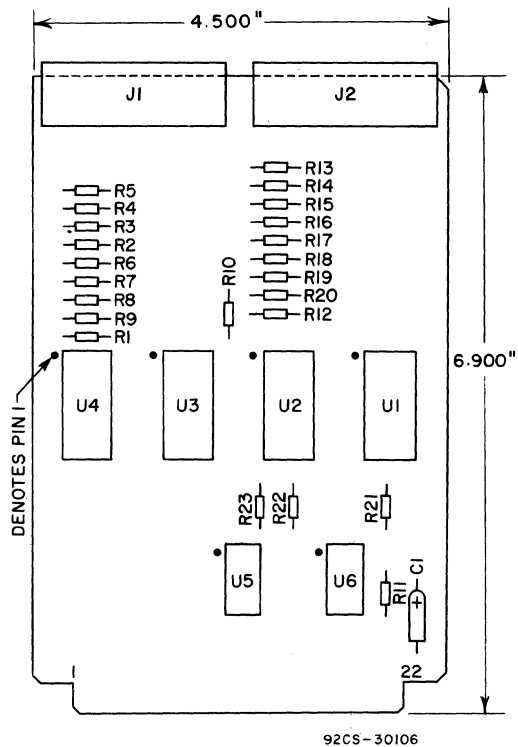 4.500"
J1
J2
R13
R14
R5
R15
R4
R16
R3
R17
R2
R18
R6
R10
R7
R19
R8
R20
R9
R12
R1
6.900"
U4
U3
U2
U1
DENOTES PIN 1
R23
R22
R21
U5
U6
R11
C1
+
1
22
92CS-30106